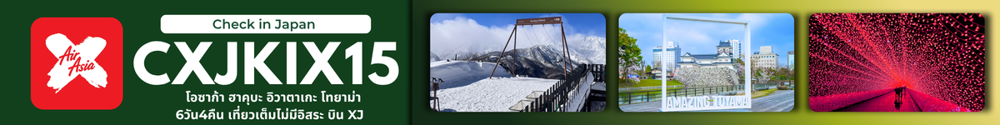 Air
Asia
X
Check in Japan
CXJKIX15
โอซาก้า ฮาคุบะ อิวาตาเกะ โทยาม่า
6วัน4คืน เที่ยวเต็มไม่มีอิสระ บิน XJ
AMAZING TOYAMA